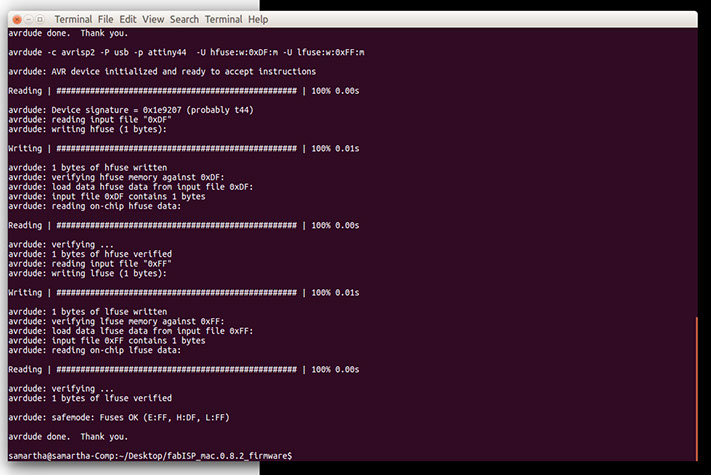 Terminal File Edit View Search Terminal Help
avrdude done.  Thank you.
avrdude -c avrisp2 -P usb -p attiny44  -U hfuse:w:0xDF:m -U lfuse:w:0xFF:m
avrdude: AVR device initialized and ready to accept instructions
Reading | ################################################## | 100% 0.00s
avrdude: Device signature = 0x1e9207 (probably t44)
avrdude: reading input file "0xDF"
avrdude: writing hfuse (1 bytes):
Writing | ################################################## | 100% 0.01s
avrdude: 1 bytes of hfuse written
avrdude: verifying hfuse memory against 0xDF:
avrdude: load data hfuse data from input file 0xDF:
avrdude: input file 0xDF contains 1 bytes
avrdude: reading on-chip hfuse data:
Reading | ################################################## | 100% 0.00s
avrdude: verifying ...
avrdude: 1 bytes of hfuse verified
avrdude: reading input file "0xFF"
avrdude: writing lfuse (1 bytes):
Writing | ################################################## | 100% 0.01s
avrdude: 1 bytes of lfuse written
avrdude: verifying lfuse memory against 0xFF:
avrdude: load data lfuse data from input file 0xFF:
avrdude: input file 0xFF contains 1 bytes
avrdude: reading on-chip lfuse data:
Reading | ################################################## | 100% 0.00s
avrdude: verifying ...
avrdude: 1 bytes of lfuse verified
avrdude: safemode: Fuses OK (E:FF, H:DF, L:FF)
avrdude done.  Thank you.
samartha@samartha-Comp:~/Desktop/fabISP_mac.0.8.2_firmware$